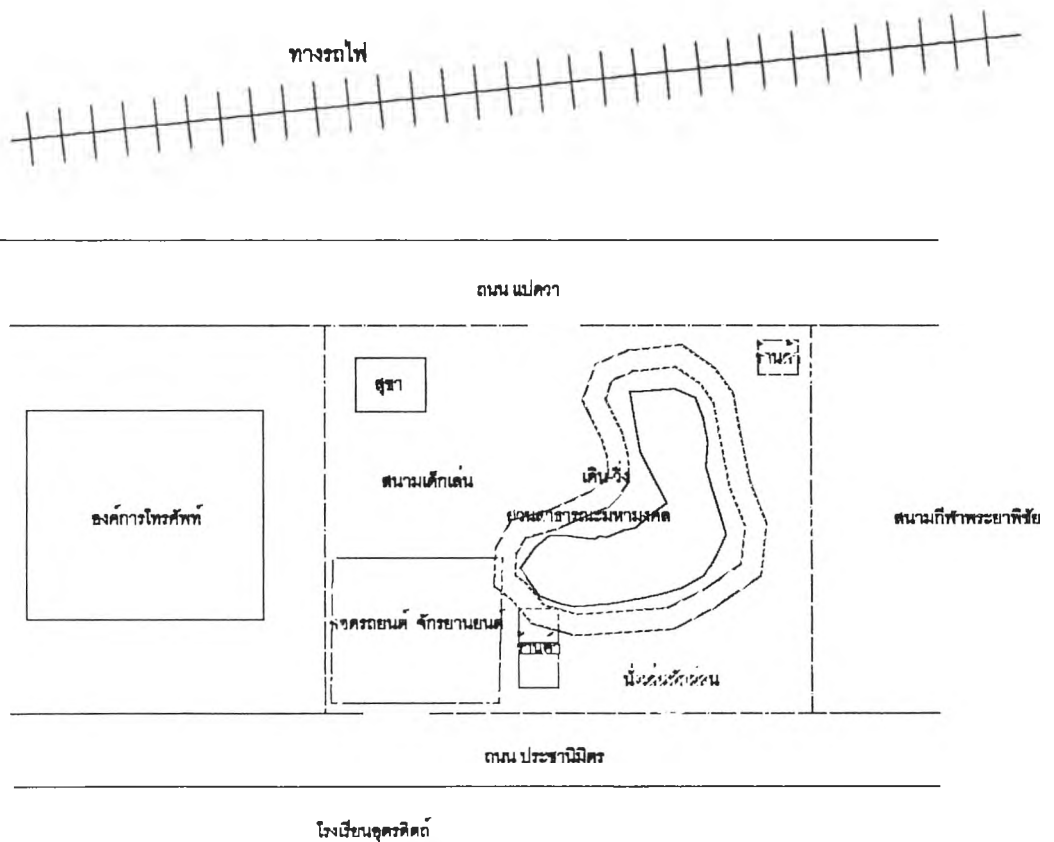 ทางรถไฟ
ถนน แปดวา
ร้านค้า
สุขา
สนามเด็กเล่น
เดิน-วิ่ง
องค์การโทรศัพท์
สวนสาธารณะมหามงคล
สนามกีฬาพระยาพิชัย
จอดรถยนต์ จักรยานยนต์
ร้านค้า
นั่งเล่นพักผ่อน
ถนน ประชานิมิตร
โรงเรียนอุตรดิตถ์